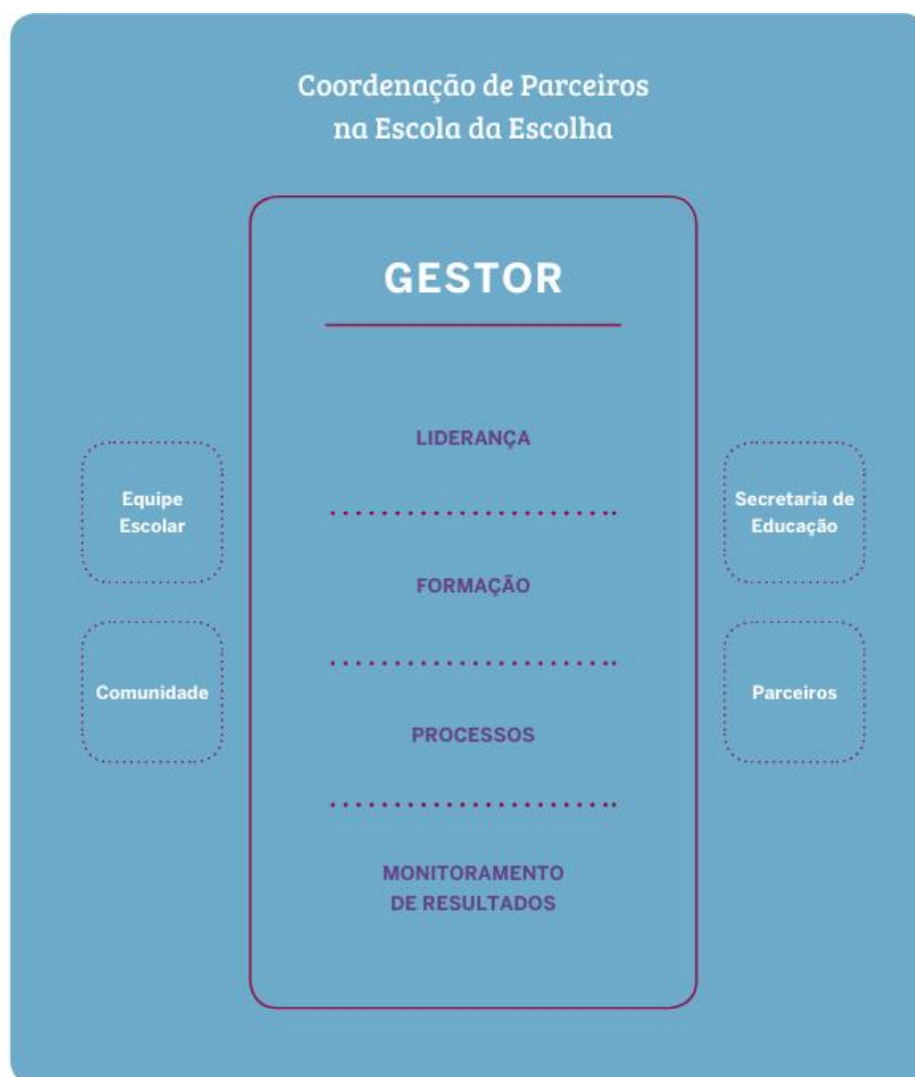 Coordenação de Parceiros
na Escola da Escolha
GESTOR
LIDERANÇA
FORMAÇÃO
PROCESSOS
MONITORAMENTO
DE RESULTADOS
Equipe
Escolar
Comunidade
Secretaria de
Educação
Parceiros